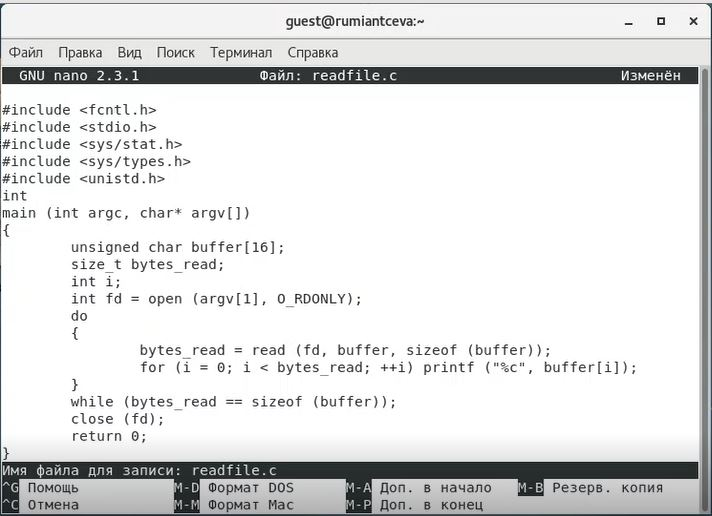 guest@rumiantceva:~
Файл Правка Вид Поиск Терминал Справка
GNU nano 2.3.1 Файл: readfile.c Изменён
#include <fcntl.h>
#include <stdio.h>
#include <sys/stat.h>
#include <sys/types.h>
#include <unistd.h>
int
main (int argc, char* argv[])
{
        unsigned char buffer[16];
        size_t bytes_read;
        int i;
        int fd = open (argv[1], O_RDONLY);
        do
        {
                bytes_read = read (fd, buffer, sizeof (buffer));
                for (i = 0; i < bytes_read; ++i) printf ("%c", buffer[i]);
        }
        while (bytes_read == sizeof (buffer));
        close (fd);
        return 0;
}
Имя файла для записи: readfile.c
^G Помощь M-D Формат DOS M-A Доп. в начало M-B Резерв. копия
^C Отмена M-M Формат Mac M-P Доп. в конец